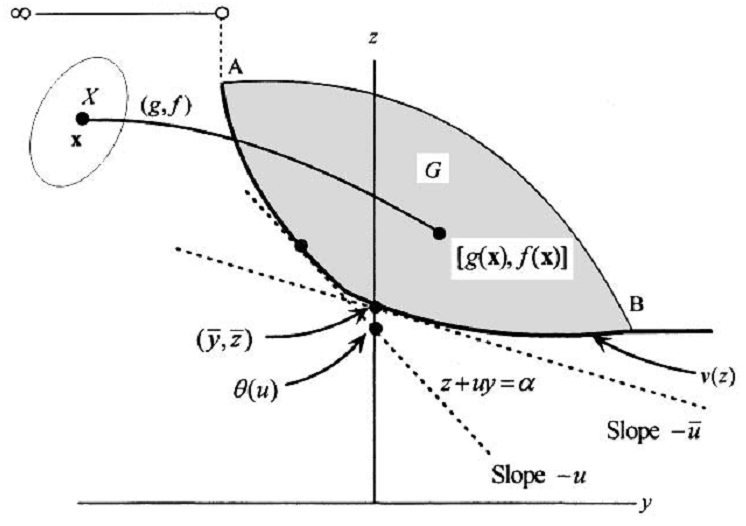 ∞
z
A
X
(g,f)
x
G
[g(x), f(x)]
B
(ȳ, z̄)
θ(u)
z+uy=α
v(z)
Slope −ū
Slope −u
y